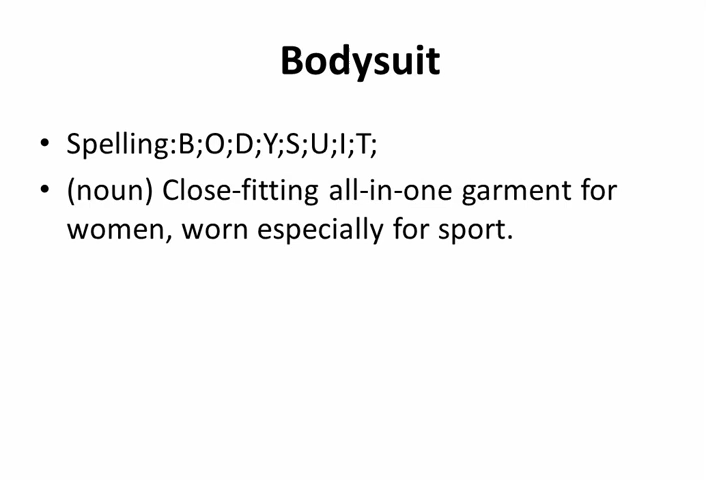 Bodysuit
• Spelling:B;O;D;Y;S;U;I;T;
• (noun) Close-fitting all-in-one garment for
women, worn especially for sport.